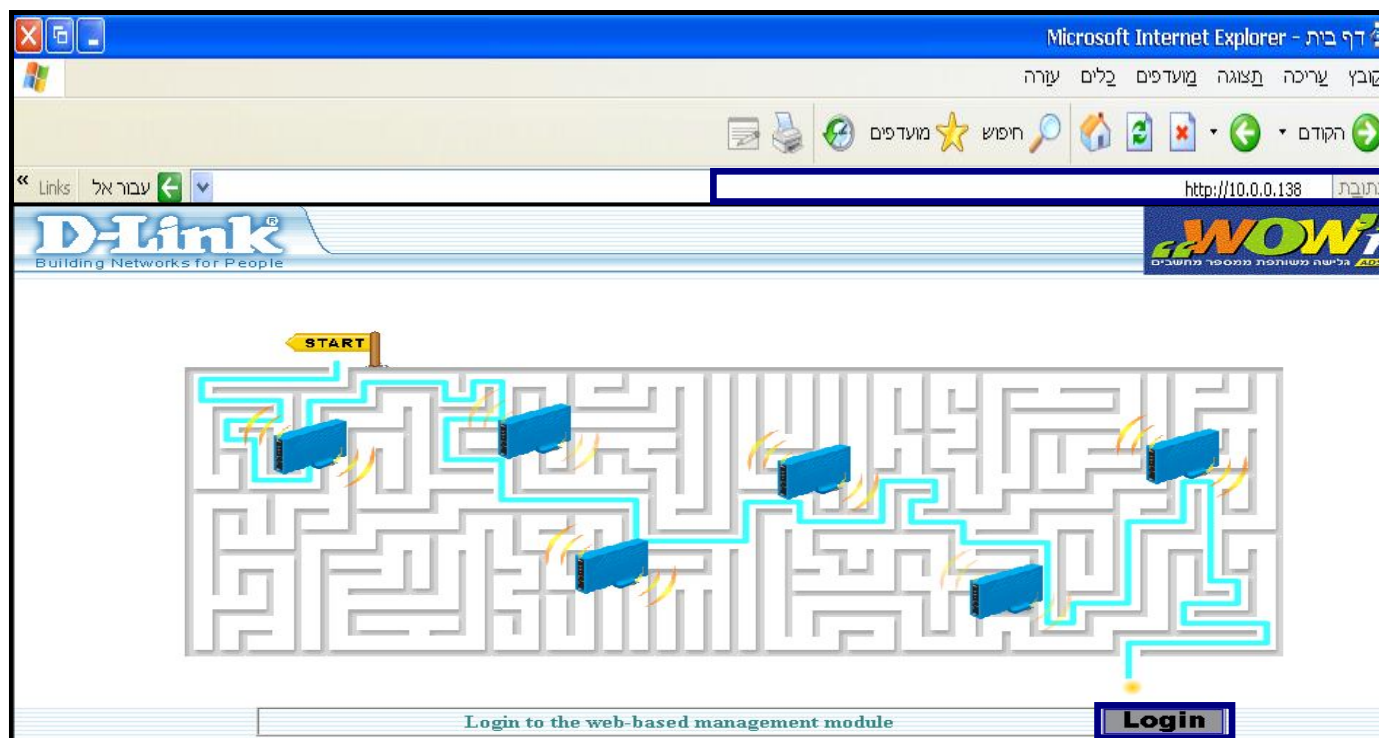 דף בית - Microsoft Internet Explorer
קובץ עריכה תצוגה מועדפים כלים עזרה
הקודם חיפוש מועדפים
http://10.0.0.138 עבור אל Links »
D-Link®
Building Networks for People
WOW
גלישה משותפת ממספר מחשבים
START
Login to the web-based management module
Login